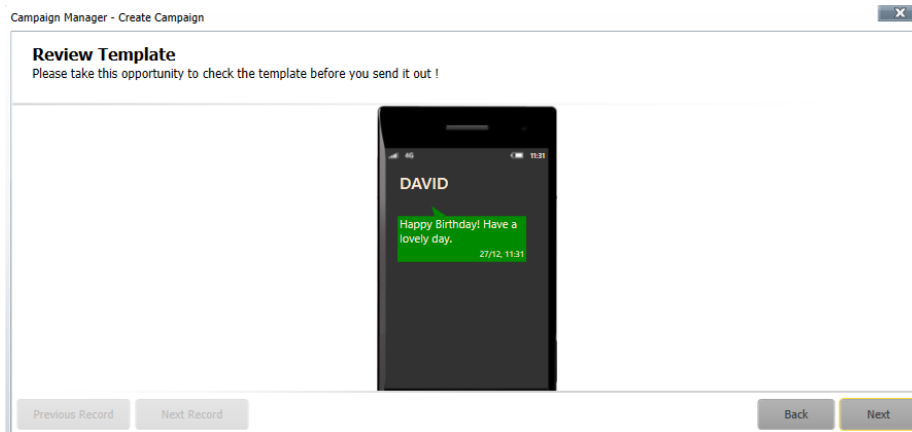 Campaign Manager - Create Campaign
X
Review Template
Please take this opportunity to check the template before you send it out !
4G 11:31
DAVID
Happy Birthday! Have a
lovely day.
27/12, 11:31
Previous Record Next Record Back Next